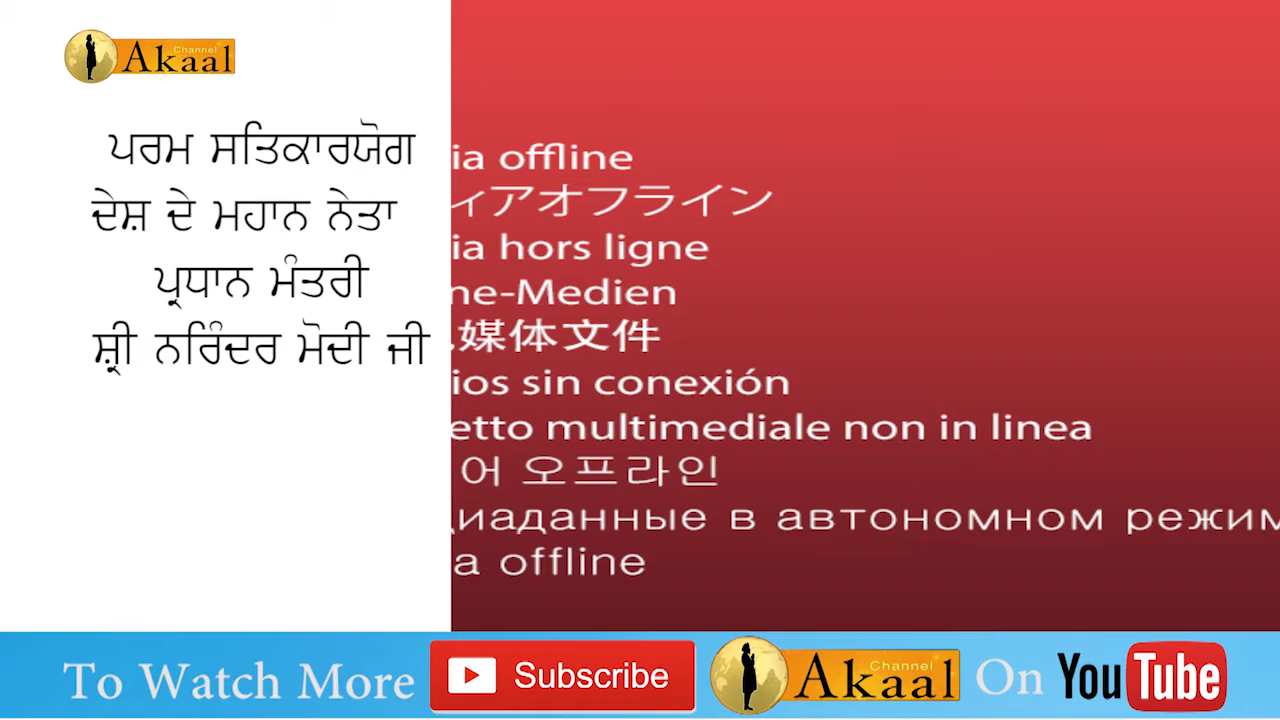 Akaal
Channel
ਪਰਮ ਸਤਿਕਾਰਯੋਗ
ਦੇਸ਼ ਦੇ ਮਹਾਨ ਨੇਤਾ
ਪ੍ਰਧਾਨ ਮੰਤਰੀ
ਸ਼੍ਰੀ ਨਰਿੰਦਰ ਮੋਦੀ ਜੀ
ia offline
ィアオフライン
ia hors ligne
ne-Medien
媒体文件
ios sin conexión
etto multimediale non in linea
어 오프라인
диаданные в автономном режим
a offline
To Watch More Subscribe Akaal Channel On YouTube